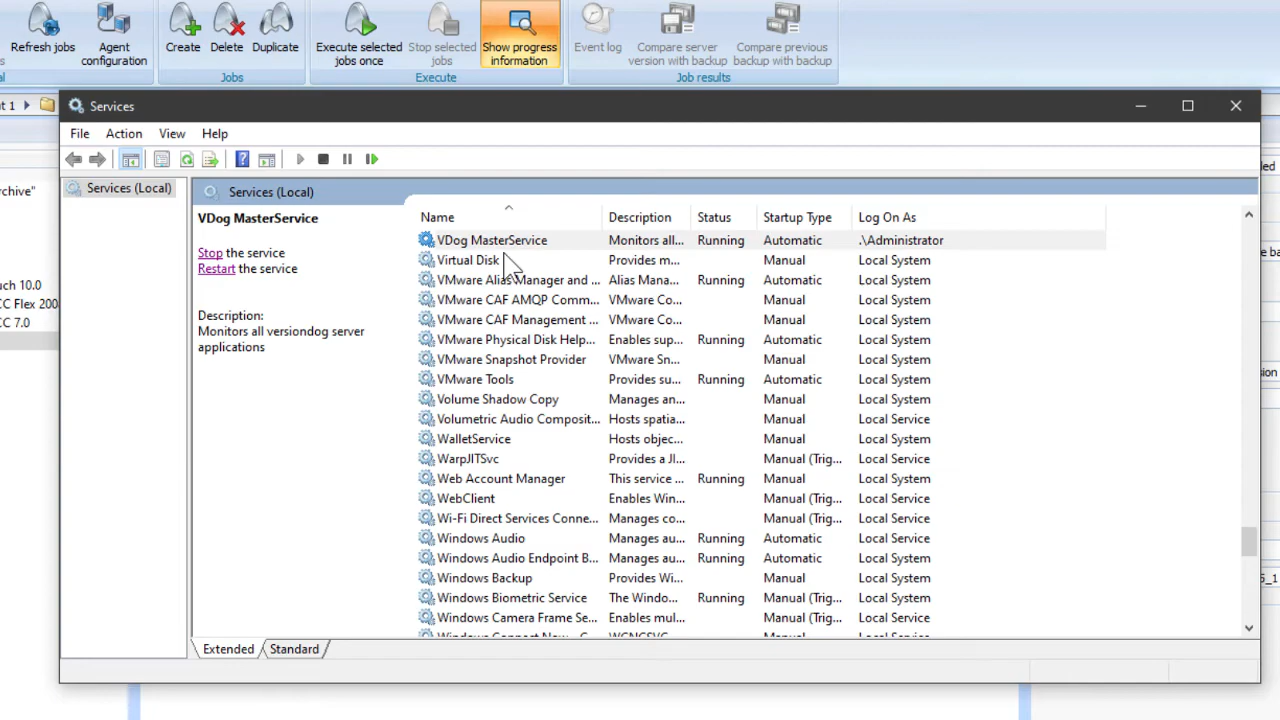 Refresh jobs
Agent configuration
Create
Delete
Duplicate
Execute selected jobs once
Stop selected jobs
Show progress information
Event log
Compare server version with backup
Compare previous backup with backup
Jobs
Execute
Job results
Services
File Action View Help
Services (Local)
Services (Local)
VDog MasterService
Stop the service
Restart the service
Description:
Monitors all versiondog server
applications
Name Description Status Startup Type Log On As
VDog MasterService Monitors all... Running Automatic .\Administrator
Virtual Disk Provides m... Manual Local System
VMware Alias Manager and ... Alias Mana... Running Automatic Local System
VMware CAF AMQP Comm... VMware Co... Manual Local System
VMware CAF Management ... VMware Co... Manual Local System
VMware Physical Disk Help... Enables sup... Running Automatic Local System
VMware Snapshot Provider VMware Sn... Manual Local System
VMware Tools Provides su... Running Automatic Local System
Volume Shadow Copy Manages an... Manual Local System
Volumetric Audio Composit... Hosts spatia... Manual Local Service
WalletService Hosts objec... Manual Local System
WarpJITSvc Provides a JI... Manual (Trig... Local Service
Web Account Manager This service ... Running Manual Local System
WebClient Enables Win... Manual (Trig... Local Service
Wi-Fi Direct Services Conne... Manages co... Manual (Trig... Local Service
Windows Audio Manages au... Running Automatic Local Service
Windows Audio Endpoint B... Manages au... Running Automatic Local System
Windows Backup Provides Wi... Manual Local System
Windows Biometric Service The Windo... Running Manual (Trig... Local System
Windows Camera Frame Se... Enables mul... Manual (Trig... Local Service
Extended Standard
t 1
rchive"
uch 10.0
CC Flex 200
CC 7.0